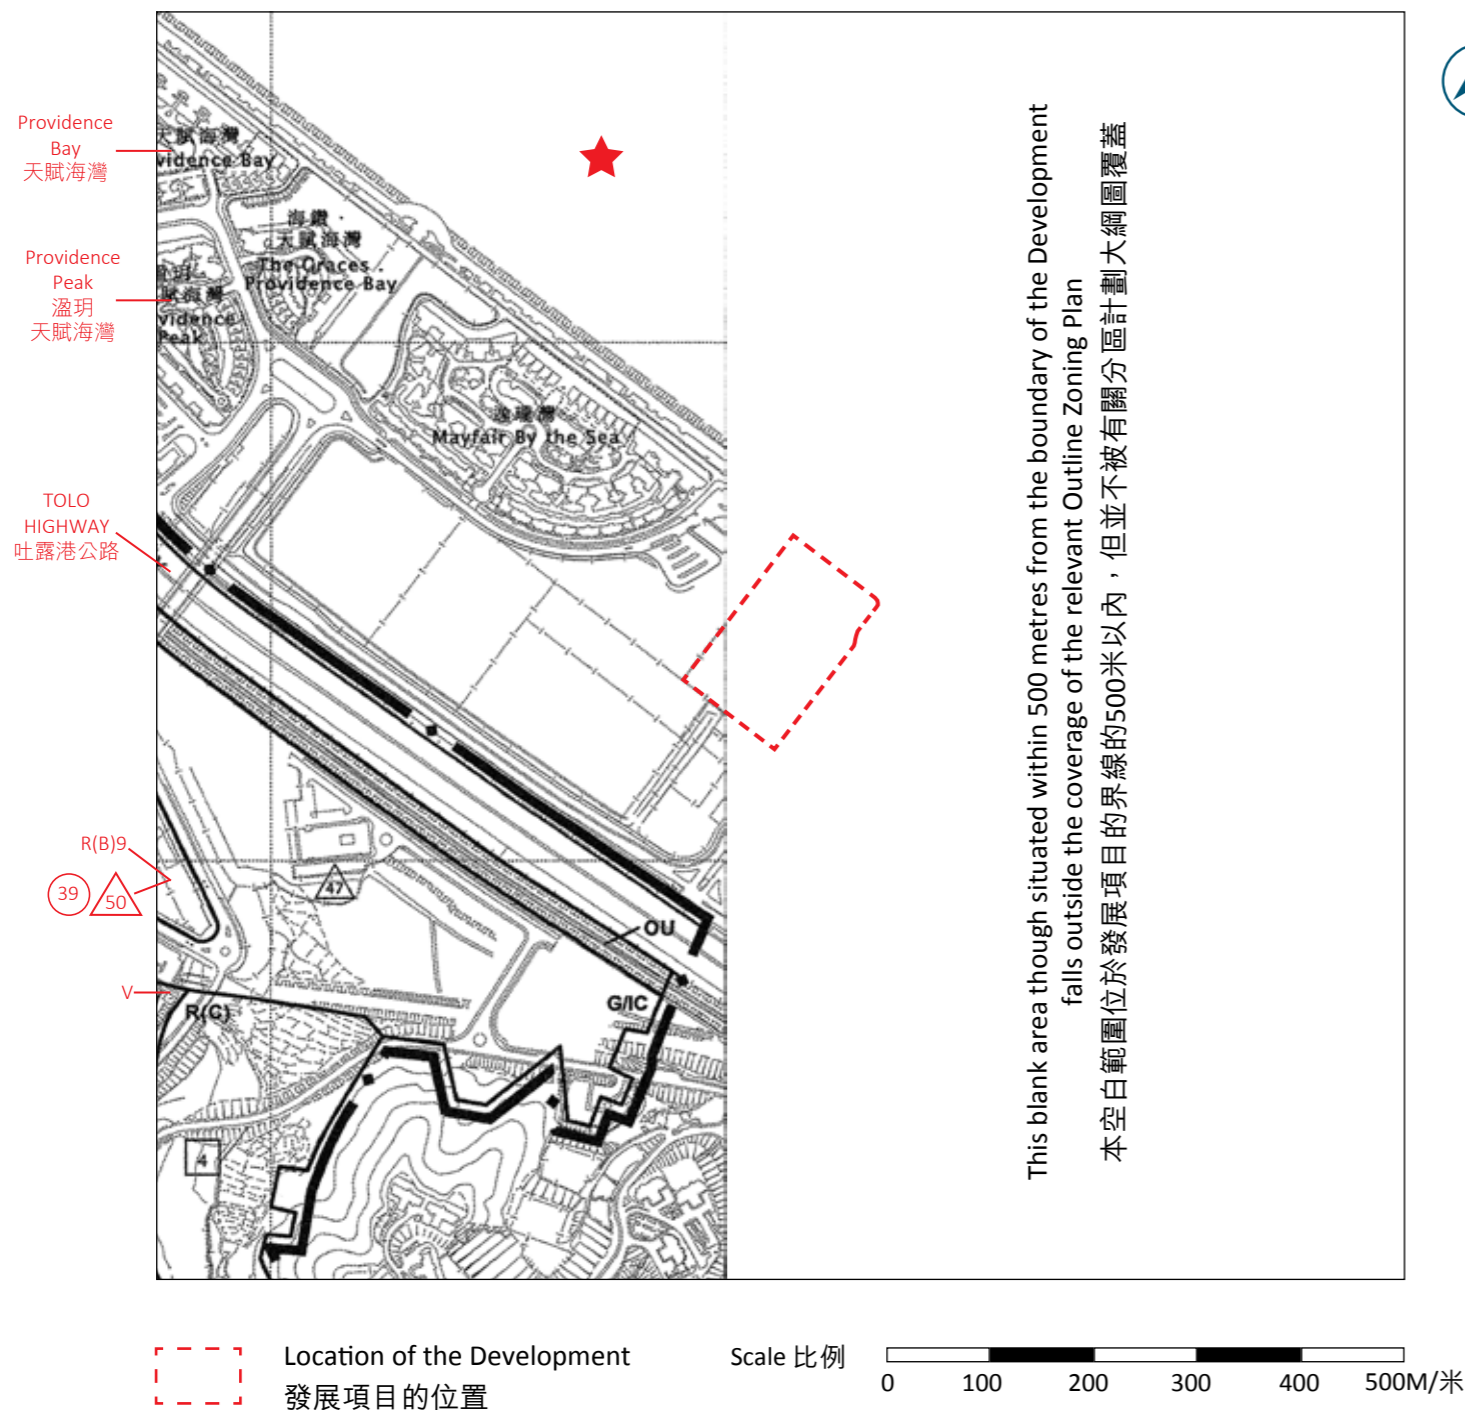 Providence
Bay
天賦海灣
Providence
Peak
溋玥
天賦海灣
TOLO
HIGHWAY
吐露港公路
R(B)9
39
50
V
天賦海灣
vidence Bay
海鑽．
天賦海灣
The Graces .
Providence Bay
賦海灣
vidence
Peak
逸瓏灣
Mayfair By the Sea
47
OU
G/IC
R(C)
4
This blank area though situated within 500 metres from the boundary of the Development
falls outside the coverage of the relevant Outline Zoning Plan
本空白範圍位於發展項目的界線的500米以內，但並不被有關分區計劃大綱圖覆蓋
Location of the Development
發展項目的位置
Scale 比例
0 100 200 300 400 500M/米